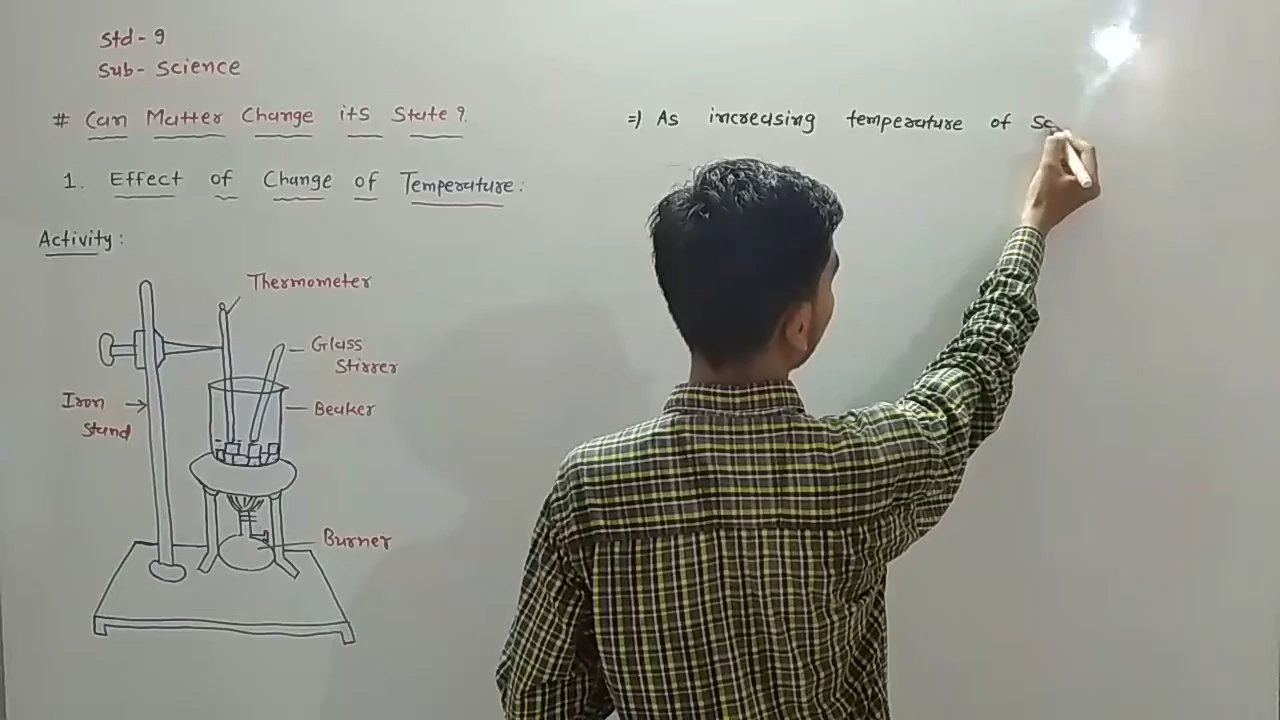 Std- 9
Sub- Science
# Can Matter Change its State ?
1. Effect of Change of Temperature:
Activity:
Thermometer
Glass
Stirrer
Iron
Stand
Beaker
Burner
=) As increasing temperature of